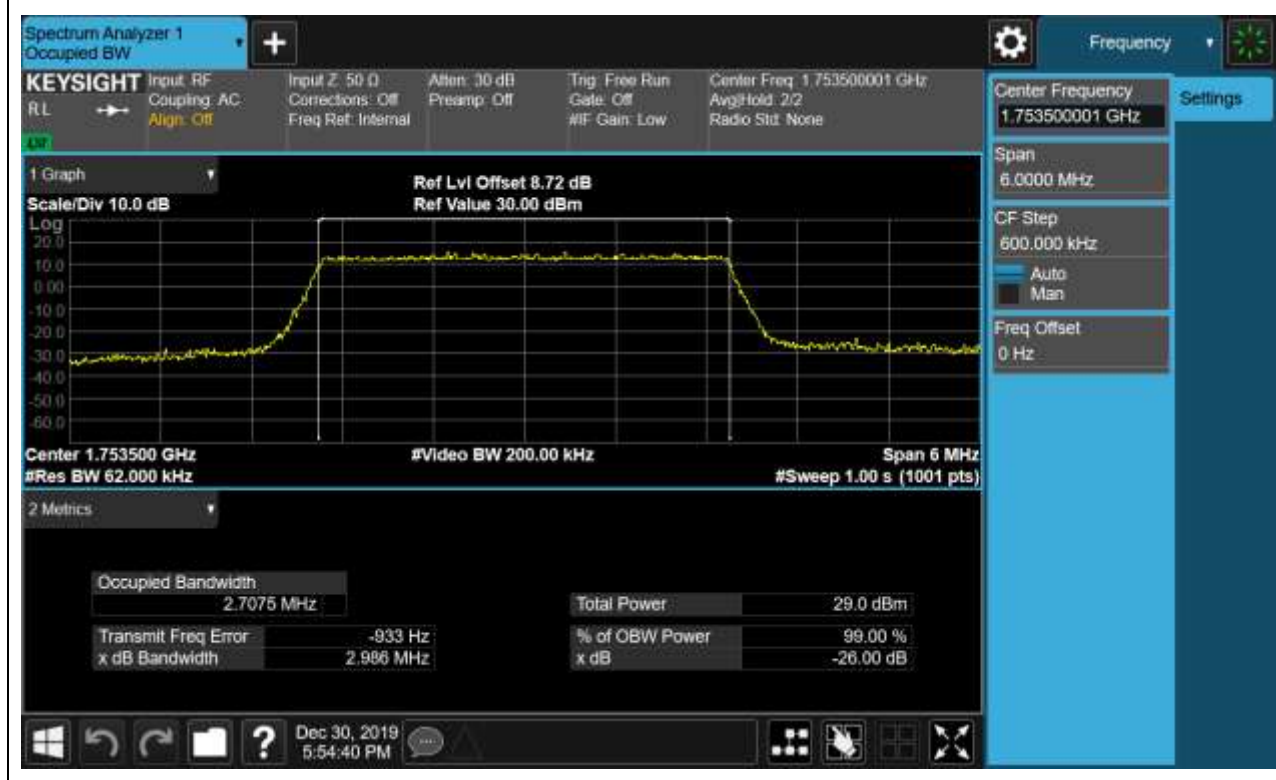 Spectrum Analyzer 1
Occupied BW
Frequency
KEYSIGHT
RL
Input: RF
Coupling: AC
Align: Off
Input Z: 50 Ω
Corrections: Off
Freq Ref: Internal
Atten: 30 dB
Preamp: Off
Trig: Free Run
Gate: Off
#IF Gain: Low
Center Freq: 1.753500001 GHz
Avg|Hold: 2/2
Radio Std: None
Center Frequency
1.753500001 GHz
Settings
Span
6.0000 MHz
CF Step
600.000 kHz
Auto
Man
Freq Offset
0 Hz
1 Graph
Scale/Div 10.0 dB
Ref Lvl Offset 8.72 dB
Ref Value 30.00 dBm
Log
20.0
10.0
0.00
-10.0
-20.0
-30.0
-40.0
-50.0
-60.0
Center 1.753500 GHz
#Video BW 200.00 kHz
Span 6 MHz
#Res BW 62.000 kHz
#Sweep 1.00 s (1001 pts)
2 Metrics
Occupied Bandwidth
2.7075 MHz
Total Power 29.0 dBm
Transmit Freq Error -933 Hz
% of OBW Power 99.00 %
x dB Bandwidth 2.986 MHz
x dB -26.00 dB
?
Dec 30, 2019
5:54:40 PM